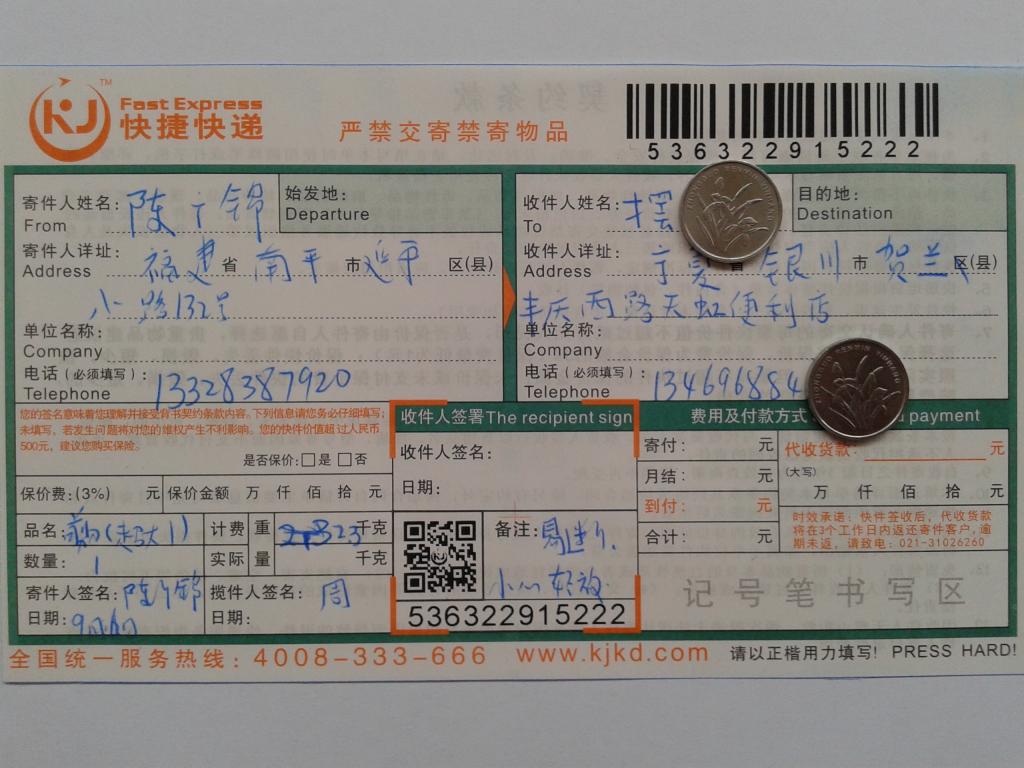 KJ TM
Fast Express
快捷快递
严禁交寄禁寄物品
536322915222
寄件人姓名: 陈广锦
From
始发地:
Departure
寄件人详址:
Address 福建 省 南平 市 延平 区(县)
路132号
单位名称:
Company
电话(必须填写):
Telephone 13328387920
收件人姓名: 摆
To
目的地:
Destination
收件人详址:
Address 宁夏 省 银川 市 贺兰 区(县)
丰庆西路天虹便利店
单位名称:
Company
电话(必须填写):
Telephone 134696884
您的签名意味着您理解并接受背书契约条款内容。下列信息请您务必仔细填写;
未填写,若发生问题将对您的维权产生不利影响。您的快件价值超过人民币
500元,建议您购买保险。
是否保价: □是 □否
保价费:(3%) 元 保价金额 万 仟 佰 拾 元
品名:
计费重 23 千克
数量: 1
实际量 千克
寄件人签名: 陈广锦
日期:
揽件人签名: 周
日期:
收件人签署The recipient sign
收件人签名:
日期:
备注: 易断.
小心轻放
536322915222
费用及付款方式 payment
寄付: 元
月结: 元
到付: 元
合计: 元
代收货款: 元
(大写)
万 仟 佰 拾 元
时效承诺: 快件签收后,代收货款
将在3个工作日内返还寄件客户,逾
期未返,请致电: 021-31026260
记号笔书写区
全国统一服务热线: 4008-333-666 www.kjkd.com 请以正楷用力填写! PRESS HARD!